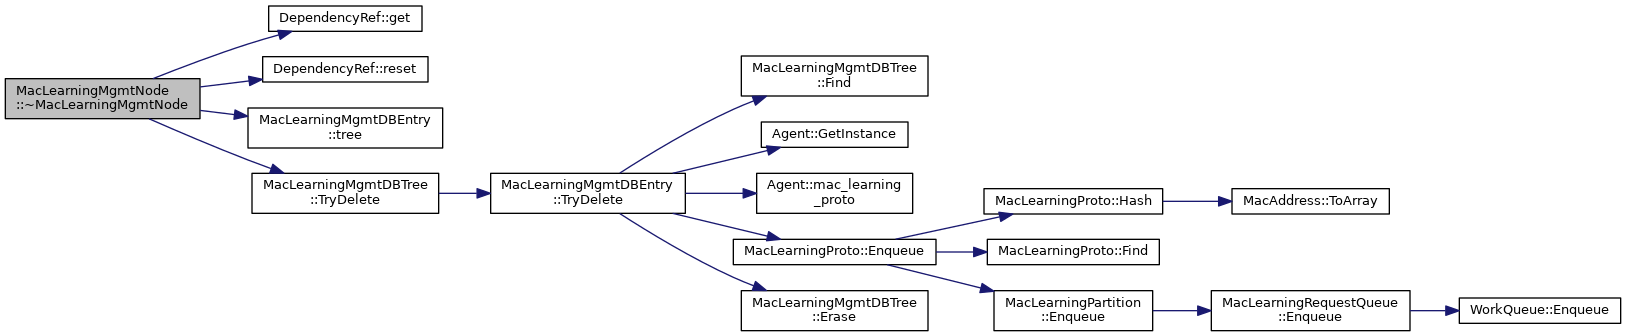 MacLearningMgmtNode
::~MacLearningMgmtNode
DependencyRef::get
DependencyRef::reset
MacLearningMgmtDBEntry
::tree
MacLearningMgmtDBTree
::TryDelete
MacLearningMgmtDBEntry
::TryDelete
MacLearningMgmtDBTree
::Find
Agent::GetInstance
Agent::mac_learning
_proto
MacLearningProto::Enqueue
MacLearningMgmtDBTree
::Erase
MacLearningProto::Hash
MacLearningProto::Find
MacLearningPartition
::Enqueue
MacAddress::ToArray
MacLearningRequestQueue
::Enqueue
WorkQueue::Enqueue